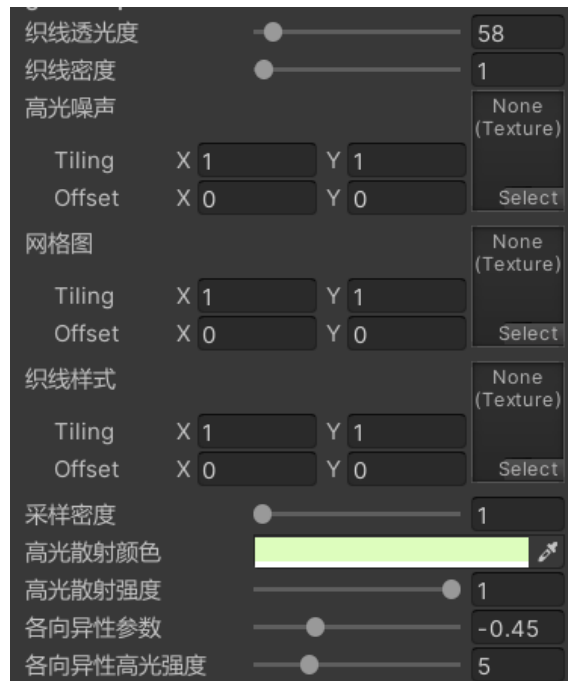 织线透光度 58
织线密度 1
高光噪声 None
(Texture)
Tiling X 1 Y 1
Offset X 0 Y 0 Select
网格图 None
(Texture)
Tiling X 1 Y 1
Offset X 0 Y 0 Select
织线样式 None
(Texture)
Tiling X 1 Y 1
Offset X 0 Y 0 Select
采样密度 1
高光散射颜色
高光散射强度 1
各向异性参数 -0.45
各向异性高光强度 5